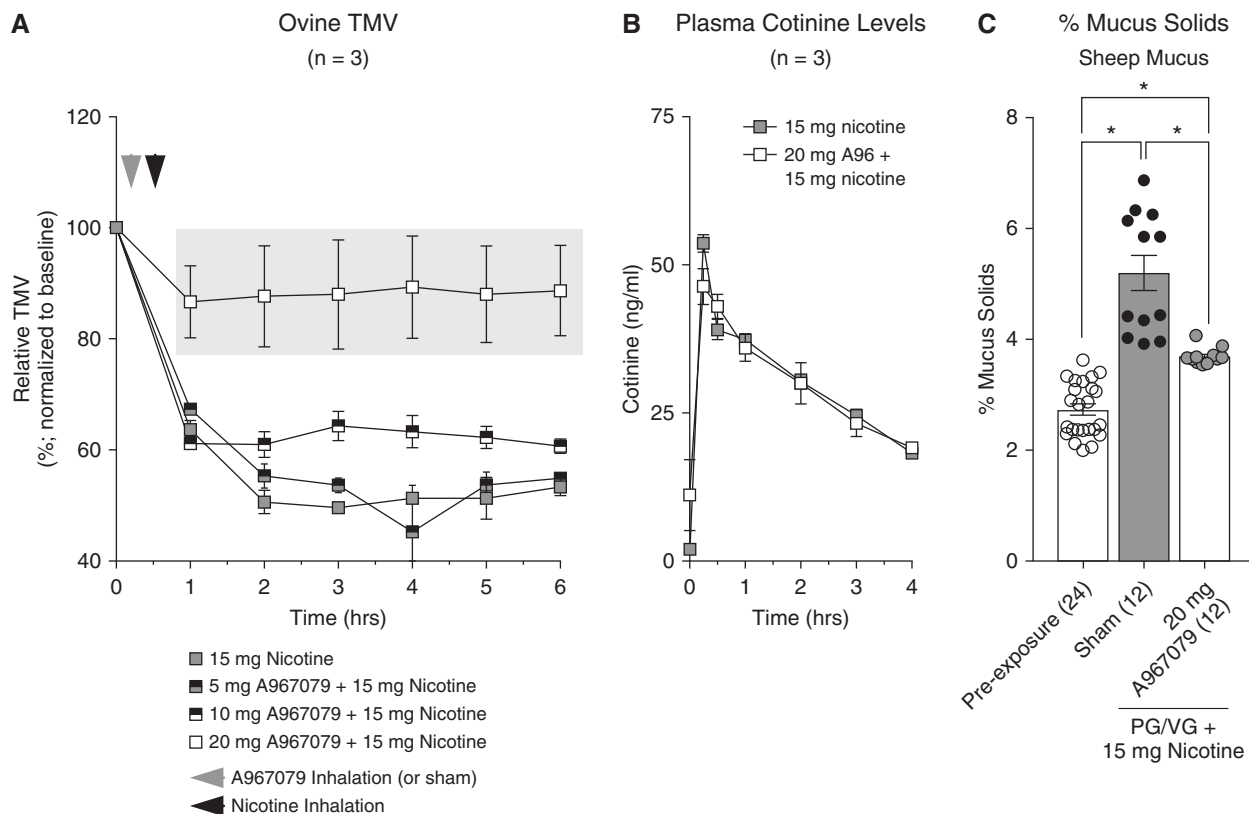 A
Ovine TMV
(n = 3)
Relative TMV
(%; normalized to baseline)
120
100
80
60
40
0
1
2
3
4
5
6
Time (hrs)
15 mg Nicotine
5 mg A967079 + 15 mg Nicotine
10 mg A967079 + 15 mg Nicotine
20 mg A967079 + 15 mg Nicotine
A967079 Inhalation (or sham)
Nicotine Inhalation
B
Plasma Cotinine Levels
(n = 3)
15 mg nicotine
20 mg A96 +
15 mg nicotine
Cotinine (ng/ml)
75
50
25
0
0
1
2
3
4
Time (hrs)
C
% Mucus Solids
Sheep Mucus
*
*
*
% Mucus Solids
8
6
4
2
0
Pre-exposure (24)
Sham (12)
20 mg
A967079 (12)
PG/VG +
15 mg Nicotine